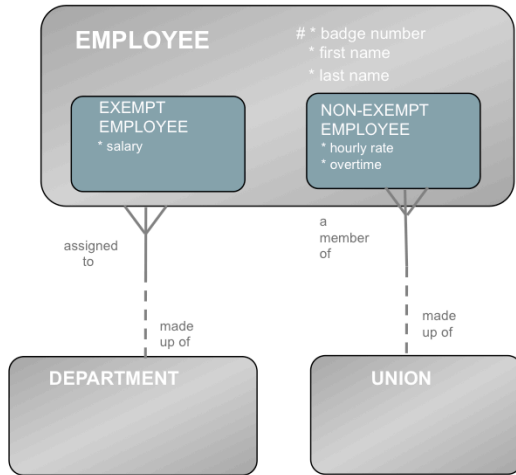 EMPLOYEE
# * badge number
* first name
* last name
EXEMPT
EMPLOYEE
* salary
NON-EXEMPT
EMPLOYEE
* hourly rate
* overtime
assigned
to
a
member
of
made
up of
made
up of
DEPARTMENT
UNION